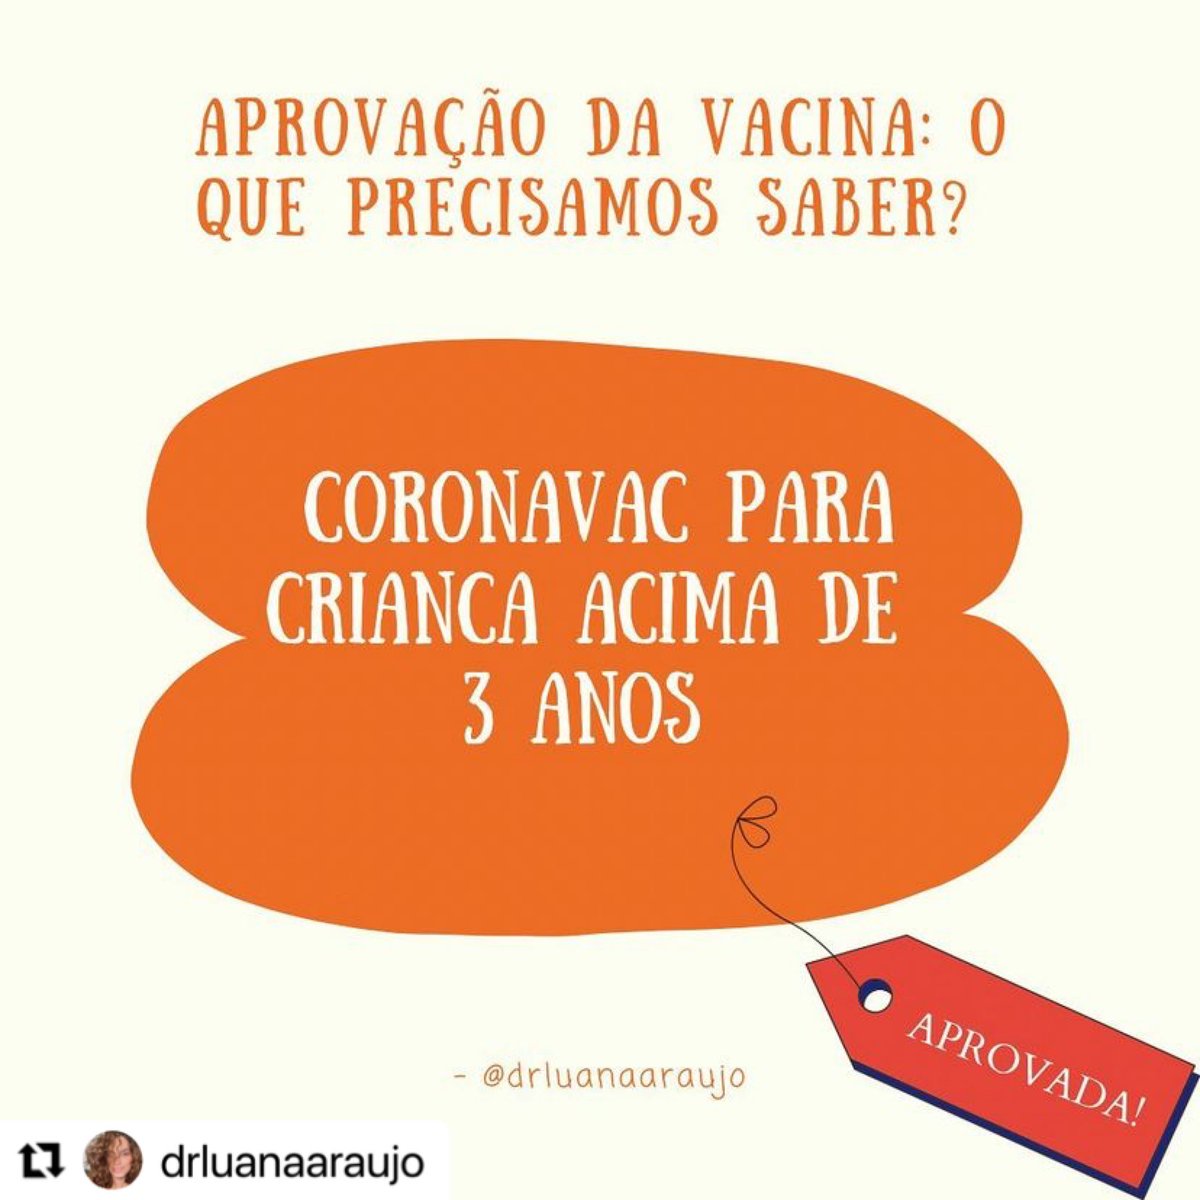 APROVAÇÃO DA VACINA: O
QUE PRECISAMOS SABER?
CORONAVAC PARA
CRIANCA ACIMA DE
3 ANOS
APROVADA!
- @drluanaaraujo
drluanaaraujo